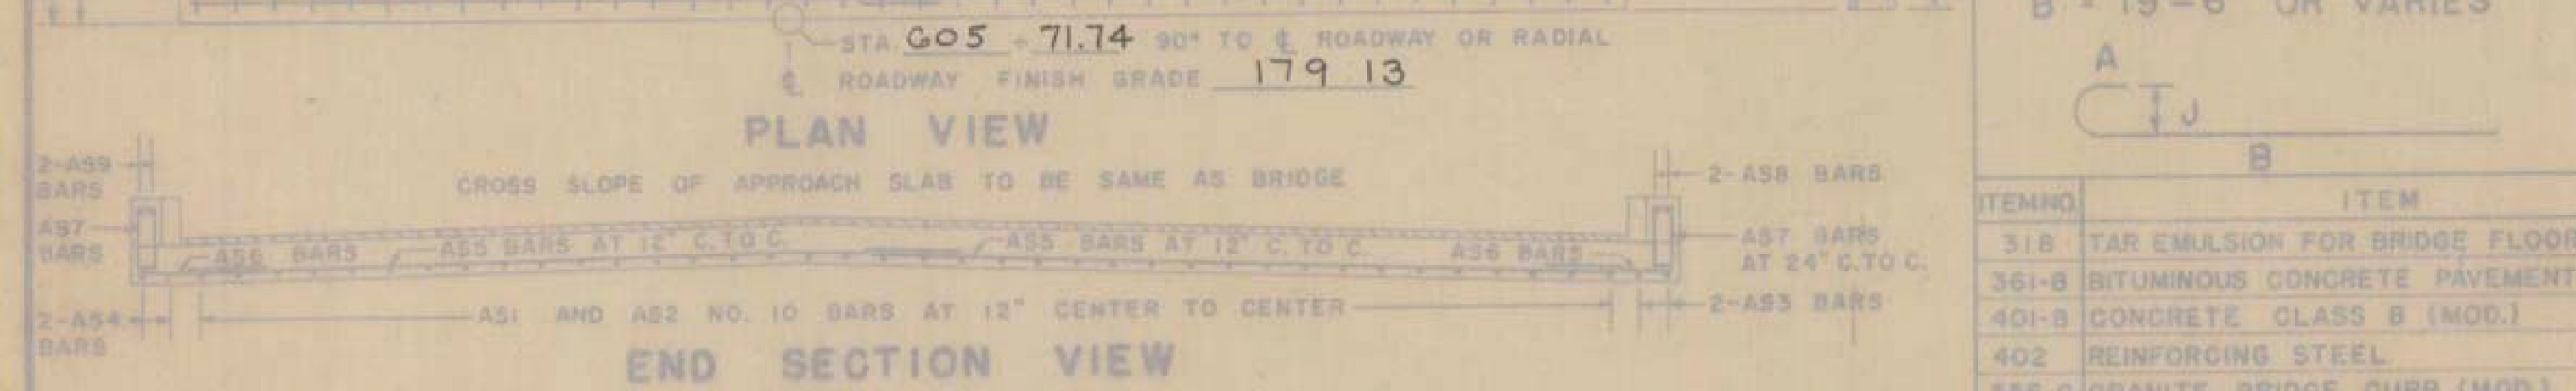 B = 19-6 OR VARIES
STA. 605 + 71.74 90° TO ℄ ROADWAY OR RADIAL
℄ ROADWAY FINISH GRADE 179 13
PLAN VIEW
A
J
B
2-AS9
BARS
CROSS SLOPE OF APPROACH SLAB TO BE SAME AS BRIDGE
2-AS8 BARS
AS7
BARS
AS6 BARS
AS5 BARS AT 12" C. TO C.
AS5 BARS AT 12" C. TO C.
AS6 BARS
AS7 BARS
AT 24" C. TO C.
2-AS4
BARS
AS1 AND AS2 NO. 10 BARS AT 12" CENTER TO CENTER
2-AS3 BARS
END SECTION VIEW
ITEM NO. ITEM
318 TAR EMULSION FOR BRIDGE FLOOR
361-B BITUMINOUS CONCRETE PAVEMENT
401-B CONCRETE CLASS B (MOD.)
402 REINFORCING STEEL
GRANITE BRIDGE CURB (MOD.)